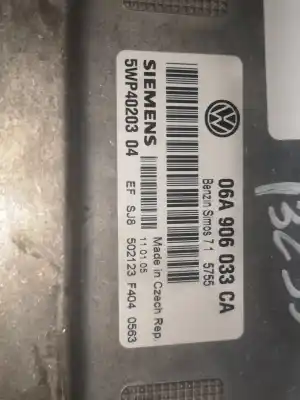 SIEMENS
5WP40203 04
EF SJ8 502123 F404 0563
11.01.05
Made in Czech Rep.
06A 906 033 CA
Benzin Simos 7.1 5755